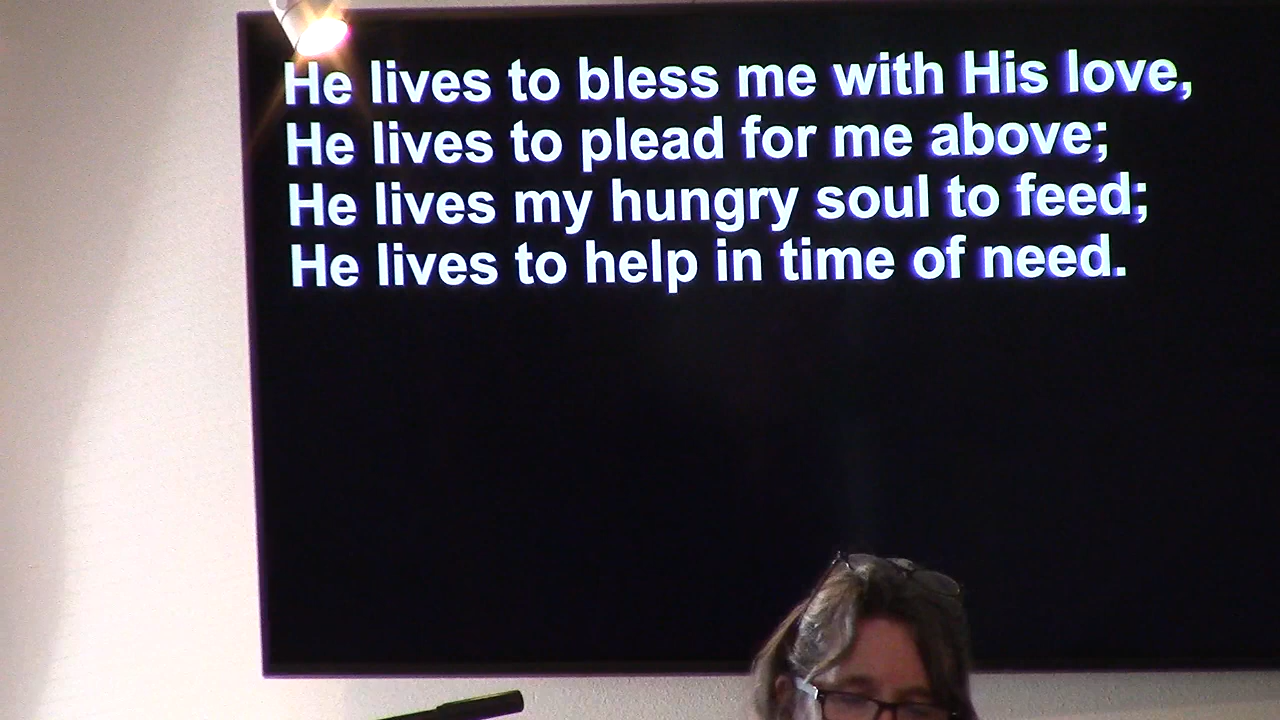 He lives to bless me with His love,
He lives to plead for me above;
He lives my hungry soul to feed;
He lives to help in time of need.